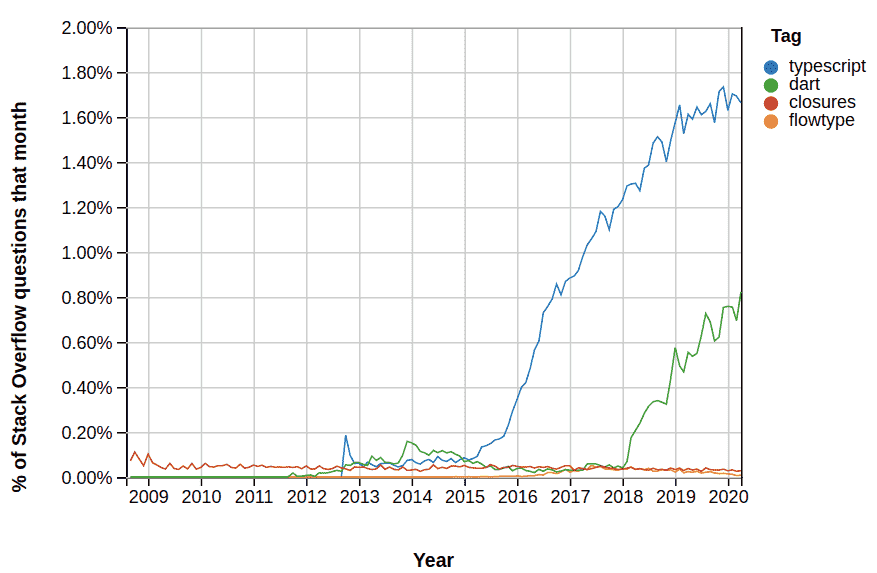 2.00%
1.80%
1.60%
1.40%
1.20%
1.00%
0.80%
0.60%
0.40%
0.20%
0.00%
% of Stack Overflow questions that month
2009 2010 2011 2012 2013 2014 2015 2016 2017 2018 2019 2020
Year
Tag
typescript
dart
closures
flowtype